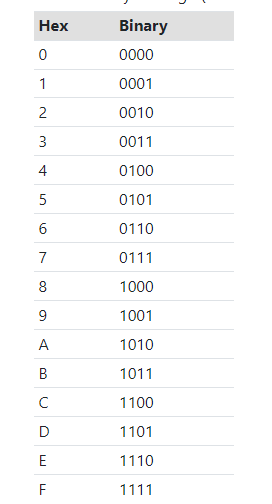 Hex Binary
0 0000
1 0001
2 0010
3 0011
4 0100
5 0101
6 0110
7 0111
8 1000
9 1001
A 1010
B 1011
C 1100
D 1101
E 1110
F 1111